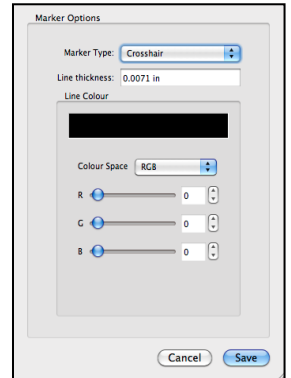 Marker Options
Marker Type: Crosshair
Line thickness: 0.0071 in
Line Colour
Colour Space RGB
R 0
G 0
B 0
Cancel Save